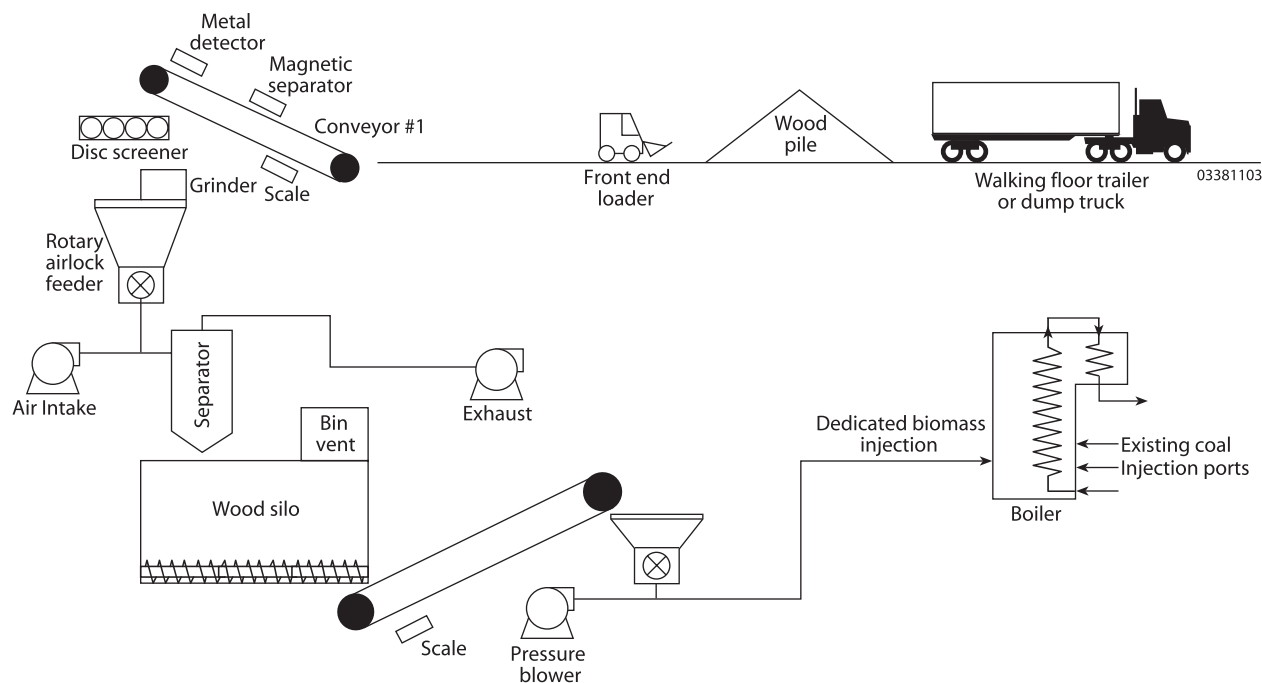 Metal
detector
Magnetic
separator
Conveyor #1
Disc screener
Grinder
Scale
Front end
loader
Wood
pile
Walking floor trailer
or dump truck
03381103
Rotary
airlock
feeder
Air Intake
Separator
Exhaust
Bin
vent
Wood silo
Scale
Pressure
blower
Dedicated biomass
injection
Existing coal
Injection ports
Boiler